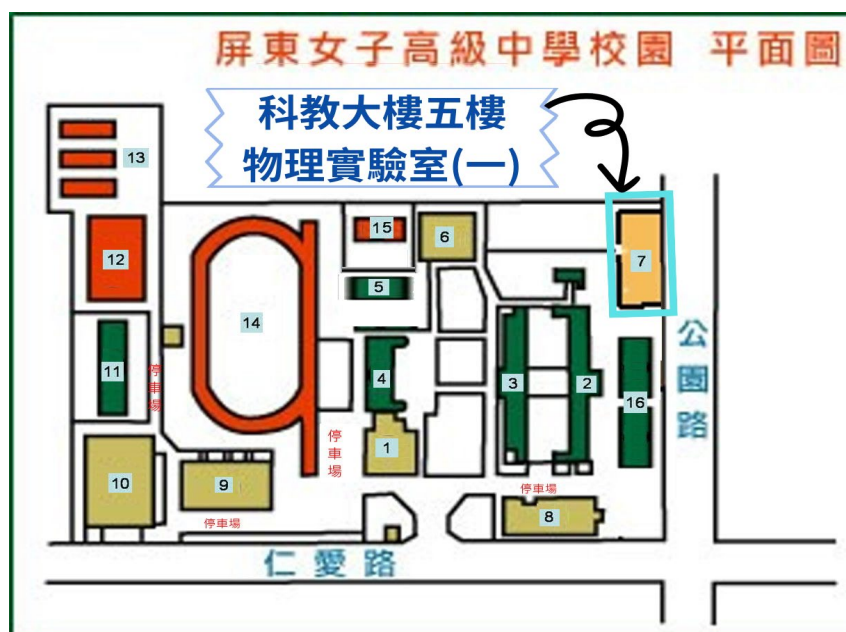 屏東女子高級中學校園 平面圖
科教大樓五樓
物理實驗室(一)
13
15
6
12
7
5
14
11
停車場
4
3
2
16
公園路
1
停車場
10
9
停車場
8
停車場
仁愛路